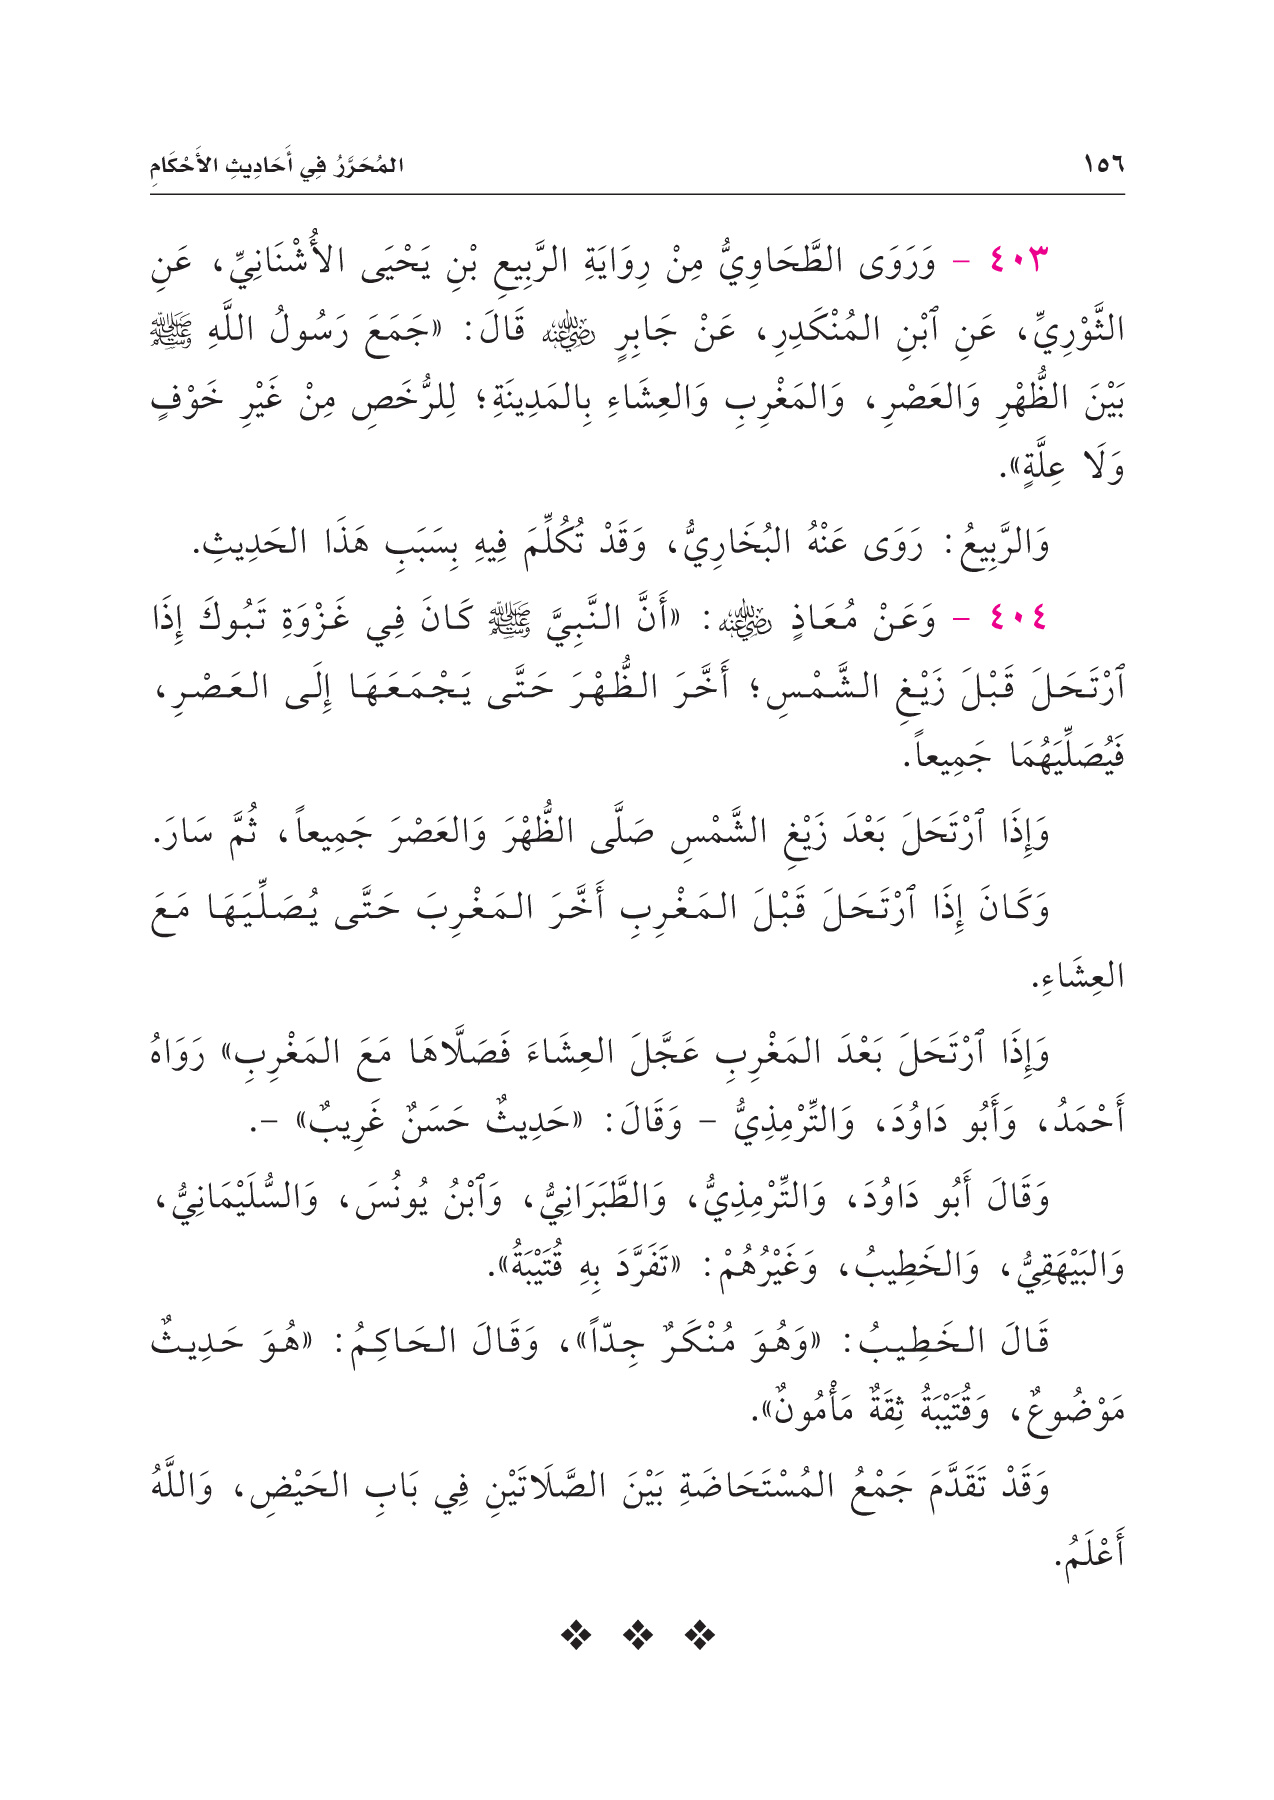 ١٥٦ المُحَرَّرُ فِي أَحَادِيثِ الأَحْكَامِ
٤٠٣ - وَرَوَى الطَّحَاوِيُّ مِنْ رِوَايَةِ الرَّبِيعِ بْنِ يَحْيَى الأُشْنَانِيِّ، عَنِ
الثَّوْرِيِّ، عَنِ ٱبْنِ المُنْكَدِرِ، عَنْ جَابِرٍ ﵁ قَالَ: «جَمَعَ رَسُولُ اللَّهِ ﷺ
بَيْنَ الظُّهْرِ وَالعَصْرِ، وَالمَغْرِبِ وَالعِشَاءِ بِالمَدِينَةِ؛ لِلرُّخَصِ مِنْ غَيْرِ خَوْفٍ
وَلَا عِلَّةٍ».
وَالرَّبِيعُ: رَوَى عَنْهُ البُخَارِيُّ، وَقَدْ تُكُلِّمَ فِيهِ بِسَبَبِ هَذَا الحَدِيثِ.
٤٠٤ - وَعَنْ مُعَاذٍ ﵁: «أَنَّ النَّبِيَّ ﷺ كَانَ فِي غَزْوَةِ تَبُوكَ إِذَا
ٱرْتَحَلَ قَبْلَ زَيْغِ الشَّمْسِ؛ أَخَّرَ الظُّهْرَ حَتَّى يَجْمَعَهَا إِلَى العَصْرِ،
فَيُصَلِّيَهُمَا جَمِيعاً.
وَإِذَا ٱرْتَحَلَ بَعْدَ زَيْغِ الشَّمْسِ صَلَّى الظُّهْرَ وَالعَصْرَ جَمِيعاً، ثُمَّ سَارَ.
وَكَانَ إِذَا ٱرْتَحَلَ قَبْلَ المَغْرِبِ أَخَّرَ المَغْرِبَ حَتَّى يُصَلِّيَهَا مَعَ
العِشَاءِ.
وَإِذَا ٱرْتَحَلَ بَعْدَ المَغْرِبِ عَجَّلَ العِشَاءَ فَصَلَّاهَا مَعَ المَغْرِبِ» رَوَاهُ
أَحْمَدُ، وَأَبُو دَاوُدَ، وَالتِّرْمِذِيُّ - وَقَالَ: «حَدِيثٌ حَسَنٌ غَرِيبٌ» -.
وَقَالَ أَبُو دَاوُدَ، وَالتِّرْمِذِيُّ، وَالطَّبَرَانِيُّ، وَٱبْنُ يُونُسَ، وَالسُّلَيْمَانِيُّ،
وَالبَيْهَقِيُّ، وَالخَطِيبُ، وَغَيْرُهُمْ: «تَفَرَّدَ بِهِ قُتَيْبَةُ».
قَالَ الخَطِيبُ: «وَهُوَ مُنْكَرٌ جِدّاً»، وَقَالَ الحَاكِمُ: «هُوَ حَدِيثٌ
مَوْضُوعٌ، وَقُتَيْبَةُ ثِقَةٌ مَأْمُونٌ».
وَقَدْ تَقَدَّمَ جَمْعُ المُسْتَحَاضَةِ بَيْنَ الصَّلَاتَيْنِ فِي بَابِ الحَيْضِ، وَاللَّهُ
أَعْلَمُ.